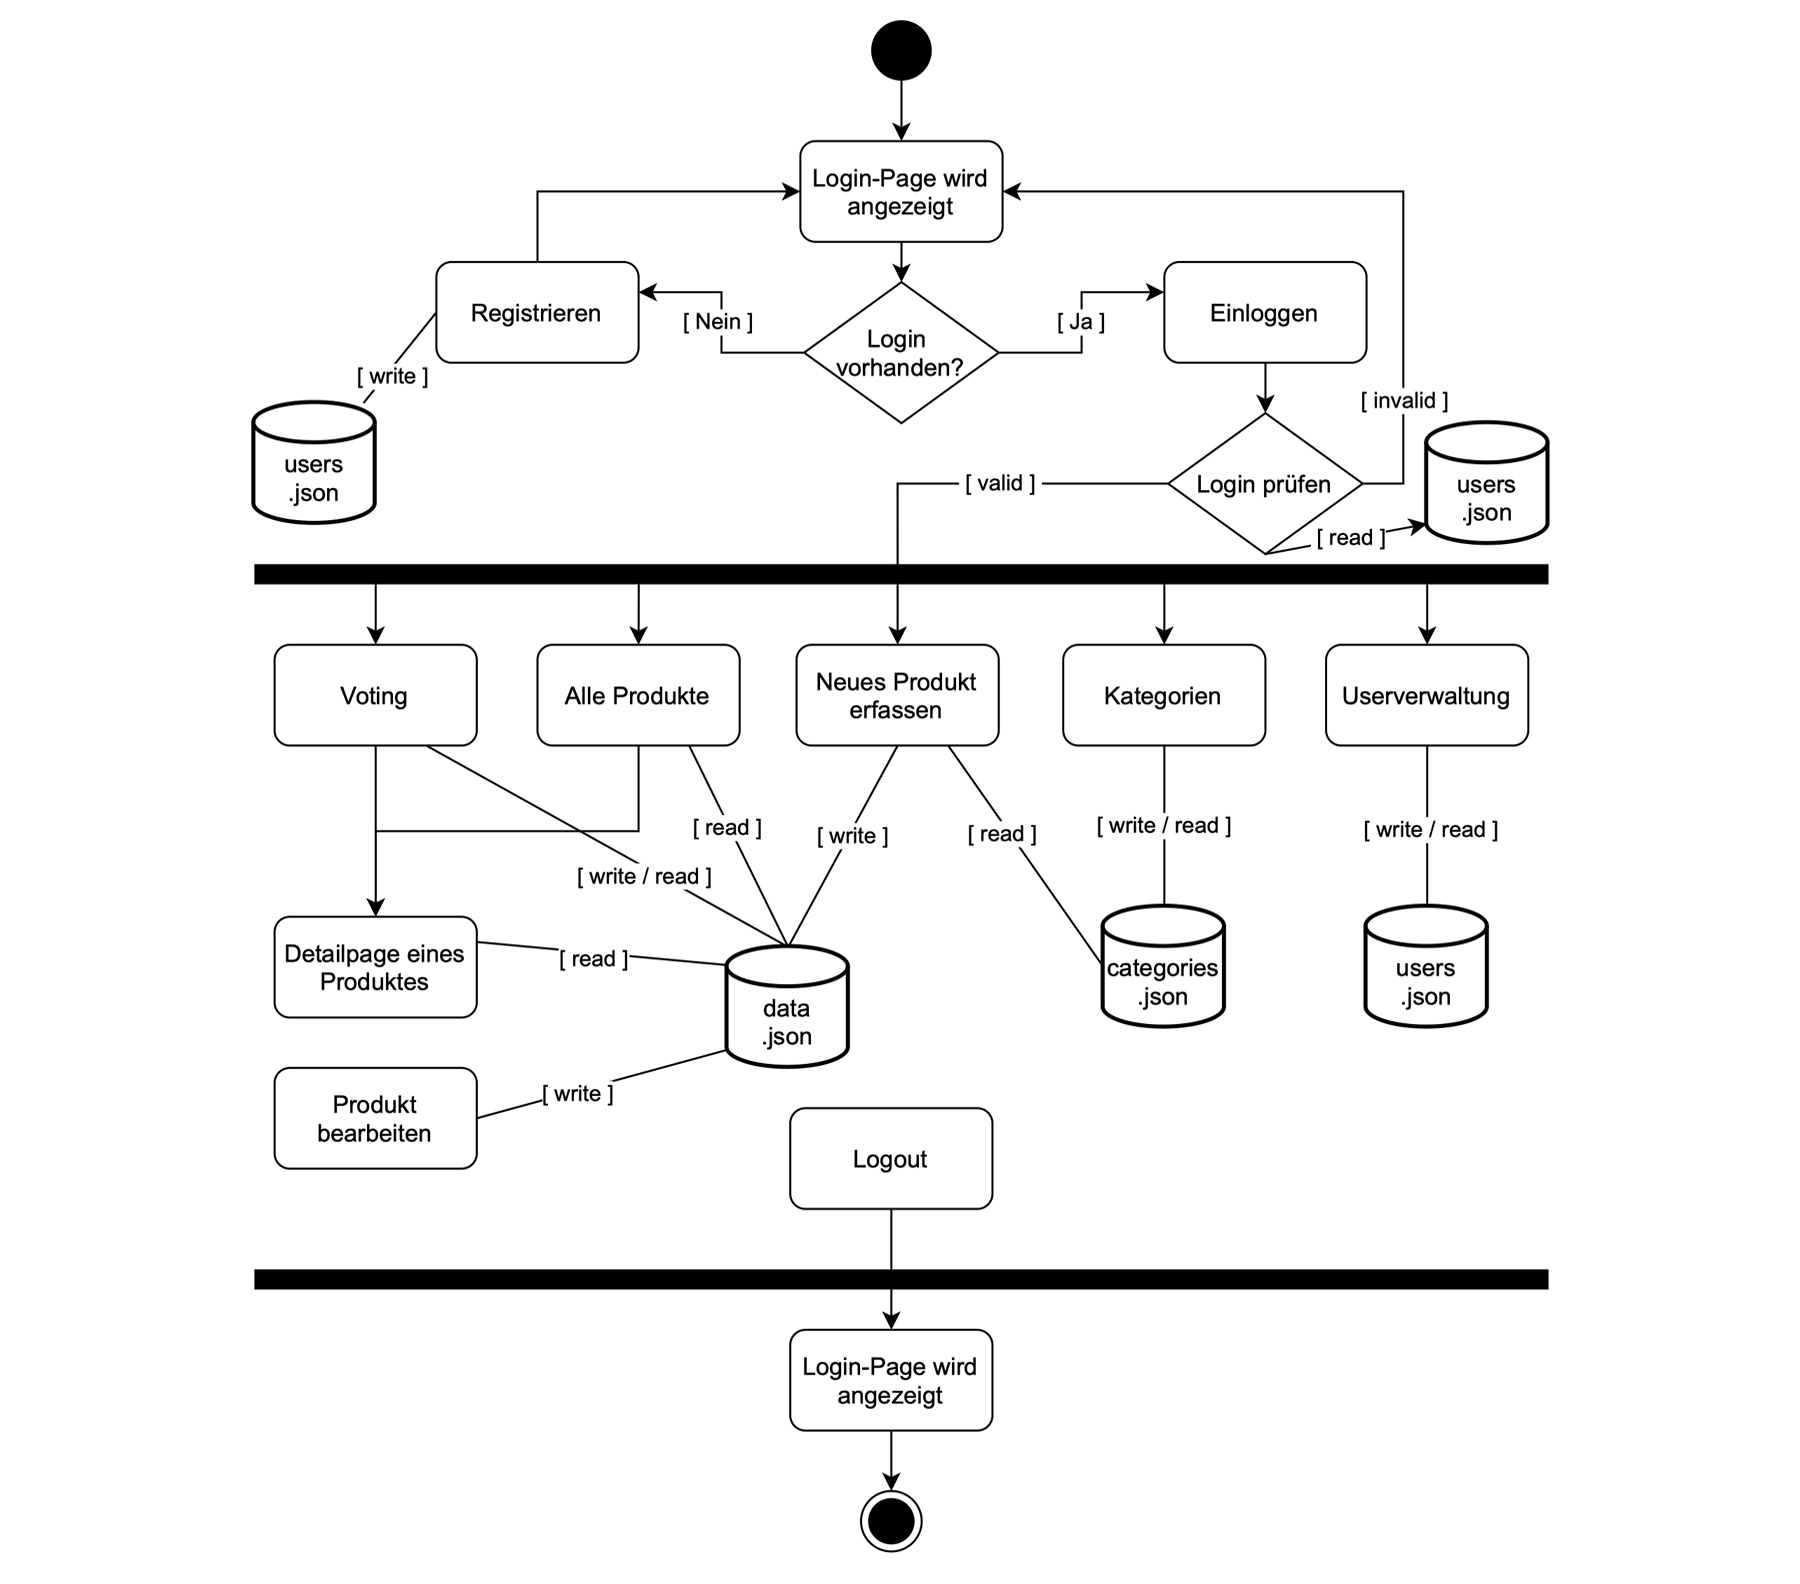 Login-Page wird
angezeigt
Registrieren
[ Nein ]
Login
vorhanden?
[ Ja ]
Einloggen
[ write ]
[ invalid ]
users
.json
[ valid ]
Login prüfen
users
.json
[ read ]
Voting
Alle Produkte
Neues Produkt
erfassen
Kategorien
Userverwaltung
[ read ]
[ write ]
[ read ]
[ write / read ]
[ write / read ]
[ write / read ]
Detailpage eines
Produktes
[ read ]
data
.json
categories
.json
users
.json
Produkt
bearbeiten
[ write ]
Logout
Login-Page wird
angezeigt